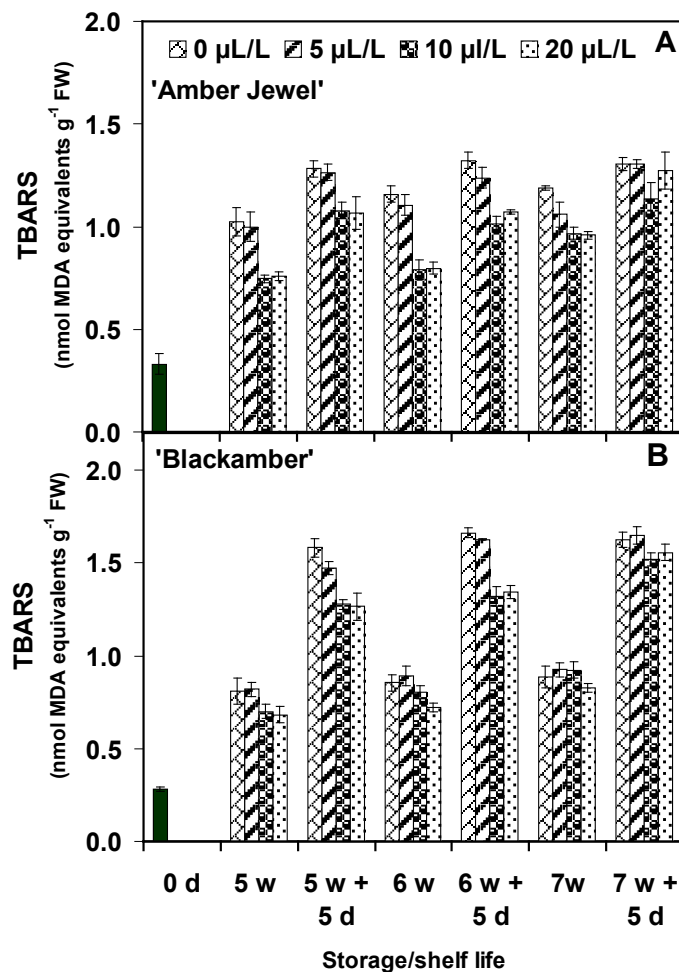 2.0
0 µL/L 5 µL/L 10 µl/L 20 µL/L
A
'Amber Jewel'
1.5
1.0
0.5
0.0
TBARS
(nmol MDA equivalents g⁻¹ FW)
'Blackamber'
B
2.0
1.5
1.0
0.5
0.0
TBARS
(nmol MDA equivalents g⁻¹ FW)
0 d 5 w 5 w + 6 w 6 w + 7w 7 w +
5 d 5 d 5 d
Storage/shelf life